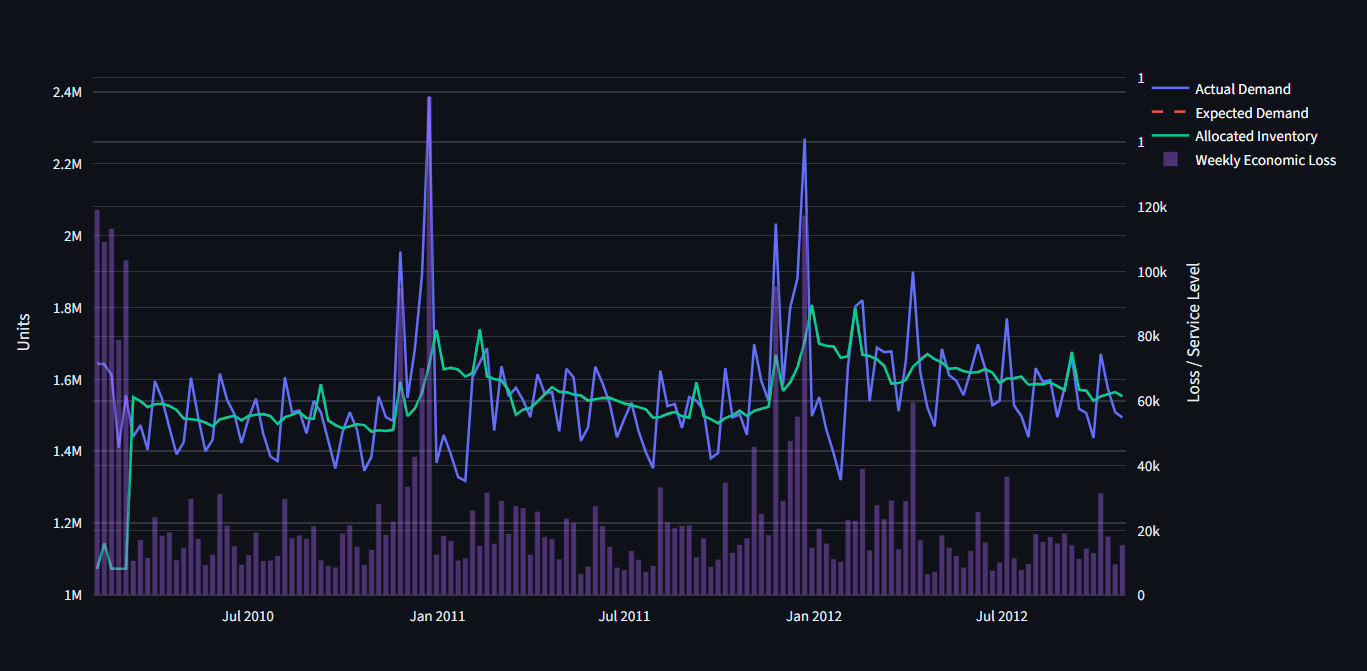 2.4M
2.2M
2M
1.8M
1.6M
1.4M
1.2M
1M
Units
Jul 2010
Jan 2011
Jul 2011
Jan 2012
Jul 2012
1
1
120k
100k
80k
60k
40k
20k
0
Loss / Service Level
Actual Demand
Expected Demand
Allocated Inventory
Weekly Economic Loss